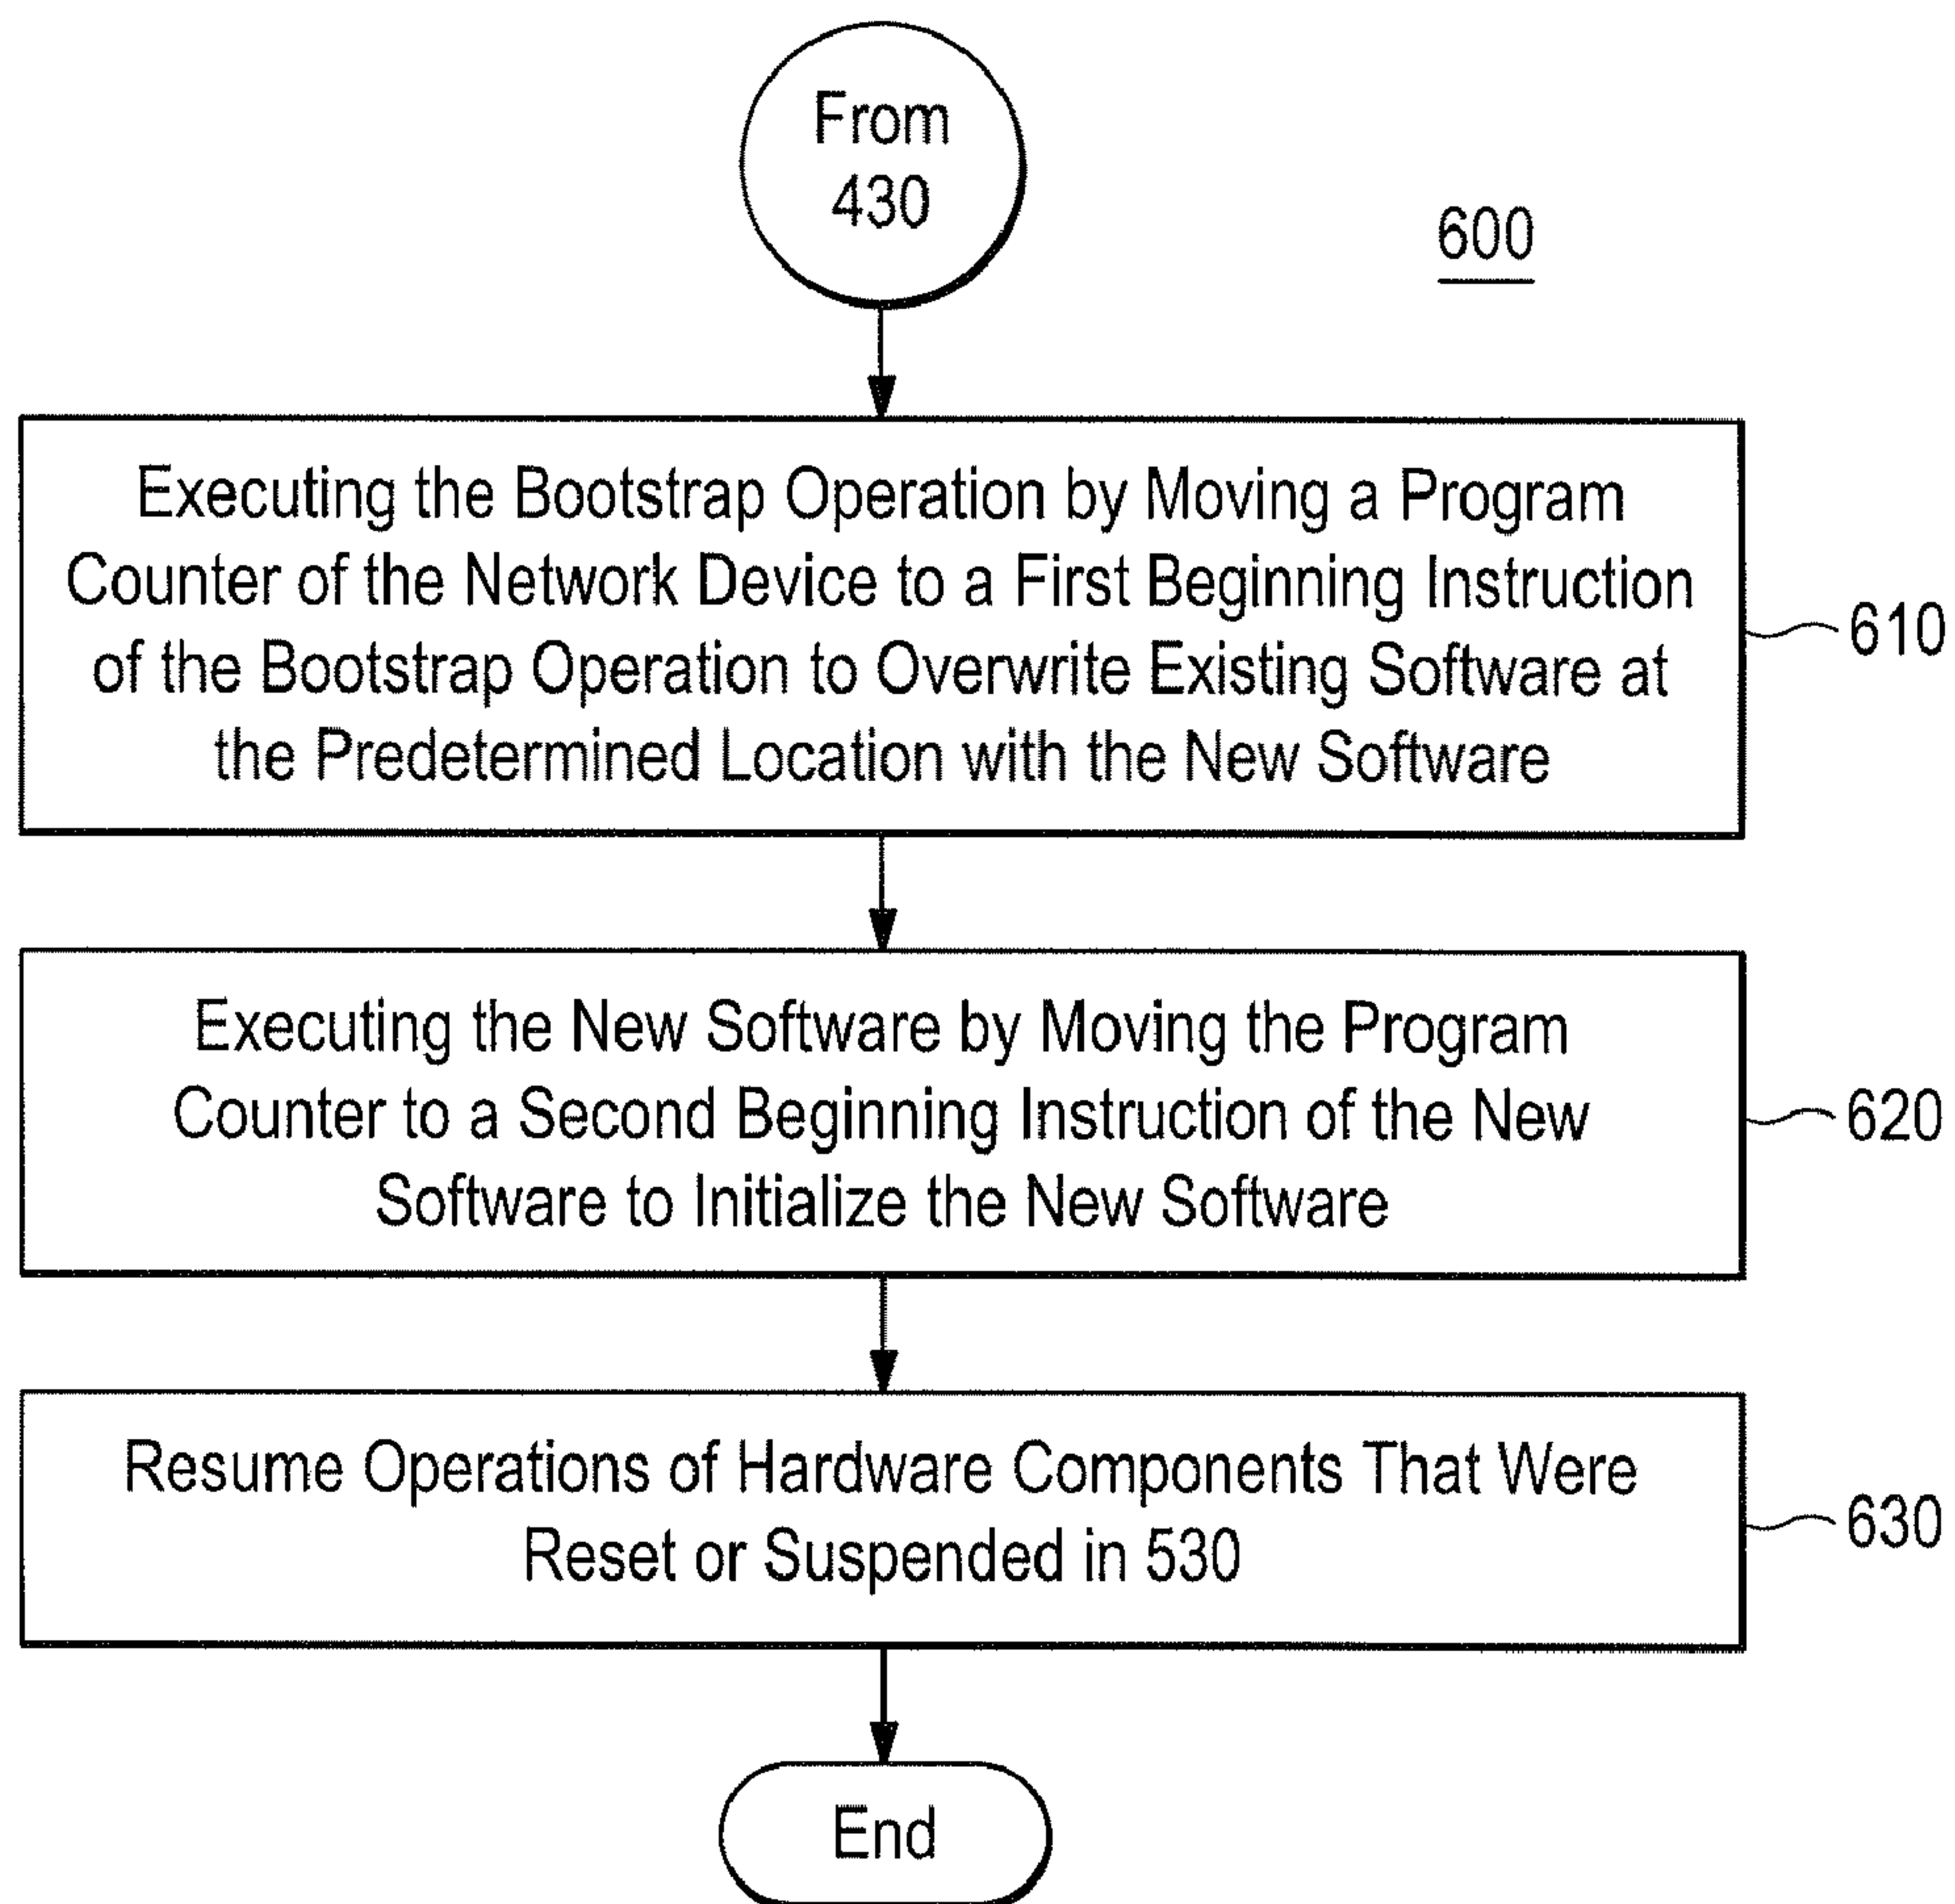 From
430
600
Executing the Bootstrap Operation by Moving a Program
Counter of the Network Device to a First Beginning Instruction
of the Bootstrap Operation to Overwrite Existing Software at
the Predetermined Location with the New Software
610
Executing the New Software by Moving the Program
Counter to a Second Beginning Instruction of the New
Software to Initialize the New Software
620
Resume Operations of Hardware Components That Were
Reset or Suspended in 530
630
End